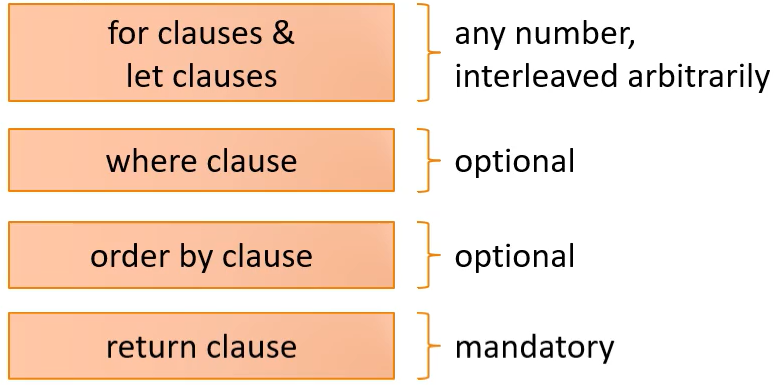 for clauses &
let clauses
any number,
interleaved arbitrarily
where clause
optional
order by clause
optional
return clause
mandatory